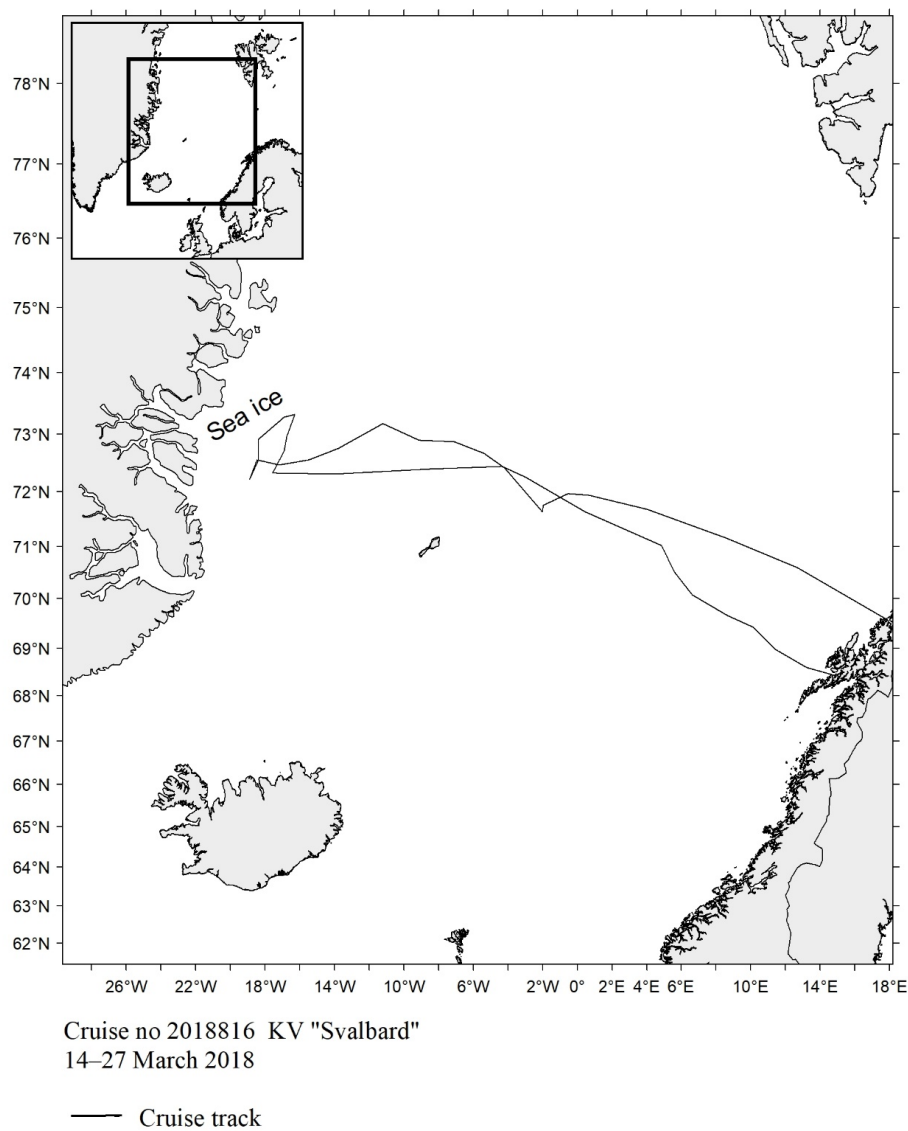 78°N
77°N
76°N
75°N
74°N
73°N
72°N
71°N
70°N
69°N
68°N
67°N
66°N
65°N
64°N
63°N
62°N
Sea ice
26°W 22°W 18°W 14°W 10°W 6°W 2°W 0° 2°E 4°E 6°E 10°E 14°E 18°E
Cruise no 2018816 KV "Svalbard"
14–27 March 2018
Cruise track